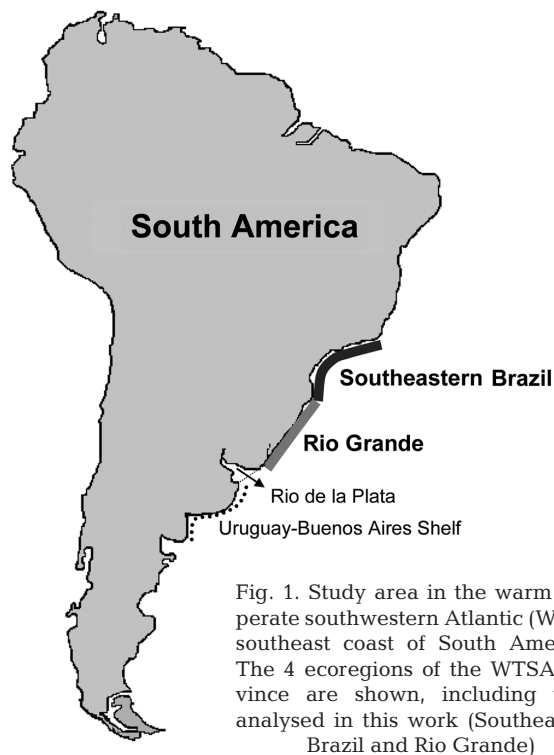 South America
Southeastern Brazil
Rio Grande
Rio de la Plata
Uruguay-Buenos Aires Shelf
Fig. 1. Study area in the warm
perate southwestern Atlantic (W
southeast coast of South Ame
The 4 ecoregions of the WTSA
vince are shown, including
analysed in this work (Southea
Brazil and Rio Grande)